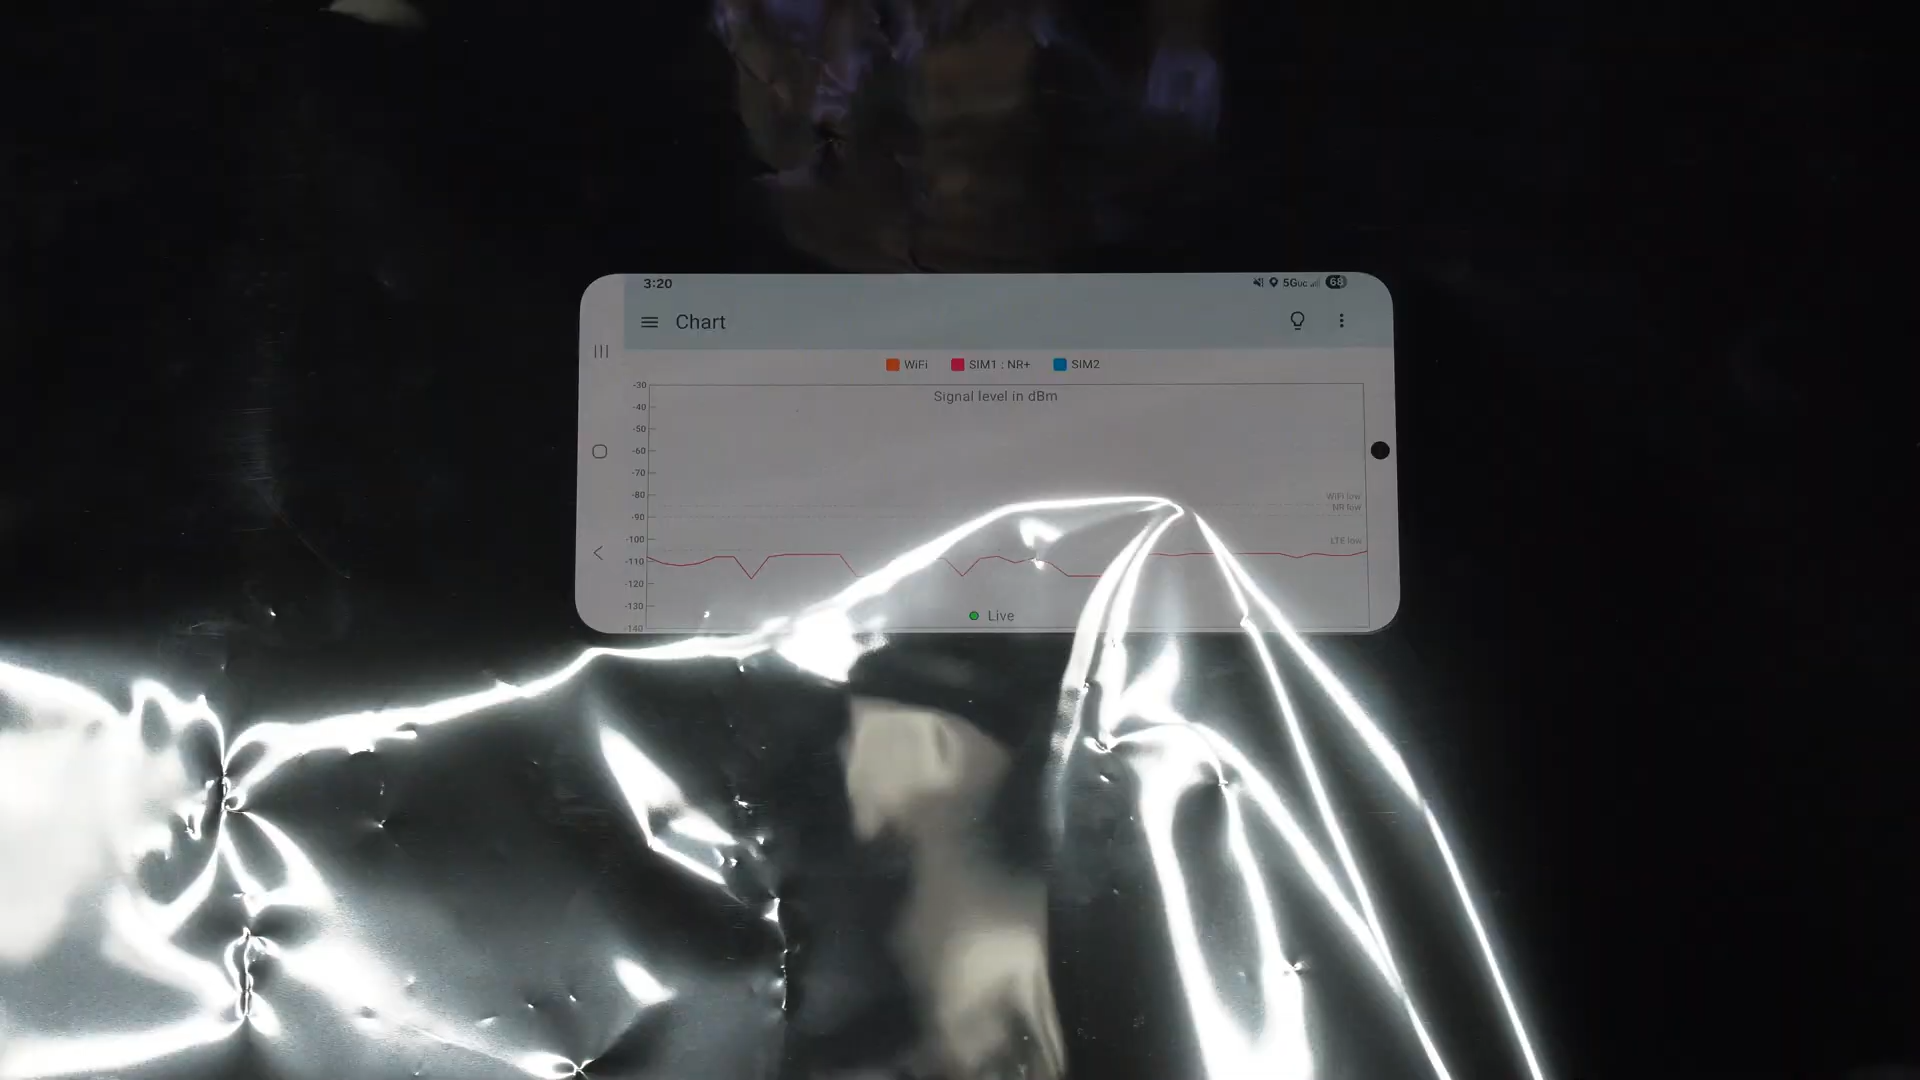 3:20
5GUC 68
Chart
WiFi SIM1 : NR+ SIM2
Signal level in dBm
-30
-40
-50
-60
-70
-80
-90
-100
-110
-120
-130
-140
WiFi low
NR low
LTE low
Live